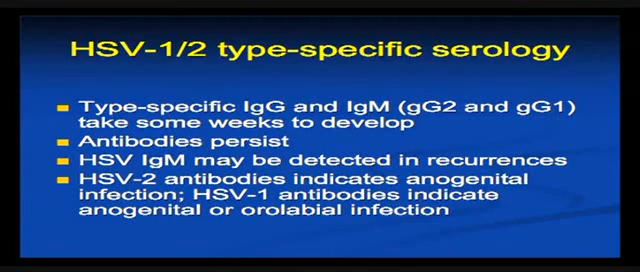 HSV-1/2 type-specific serology
Type-specific IgG and IgM (gG2 and gG1)
take some weeks to develop
Antibodies persist
HSV IgM may be detected in recurrences
HSV-2 antibodies indicates anogenital
infection; HSV-1 antibodies indicate
anogenital or orolabial infection